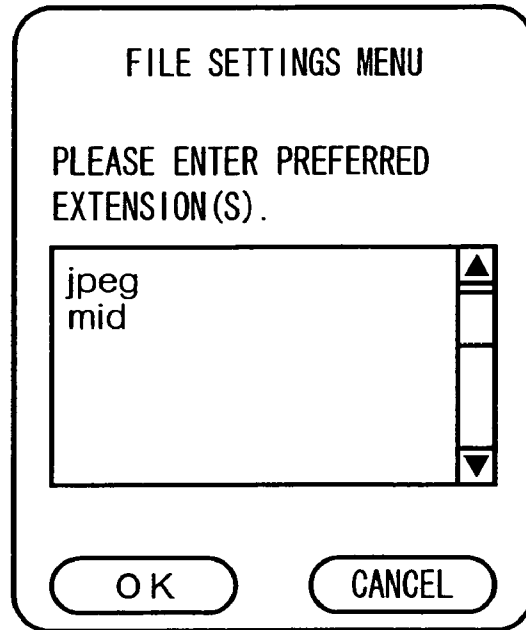 FILE SETTINGS MENU
PLEASE ENTER PREFERRED
EXTENSION(S).
jpeg
mid
OK
CANCEL